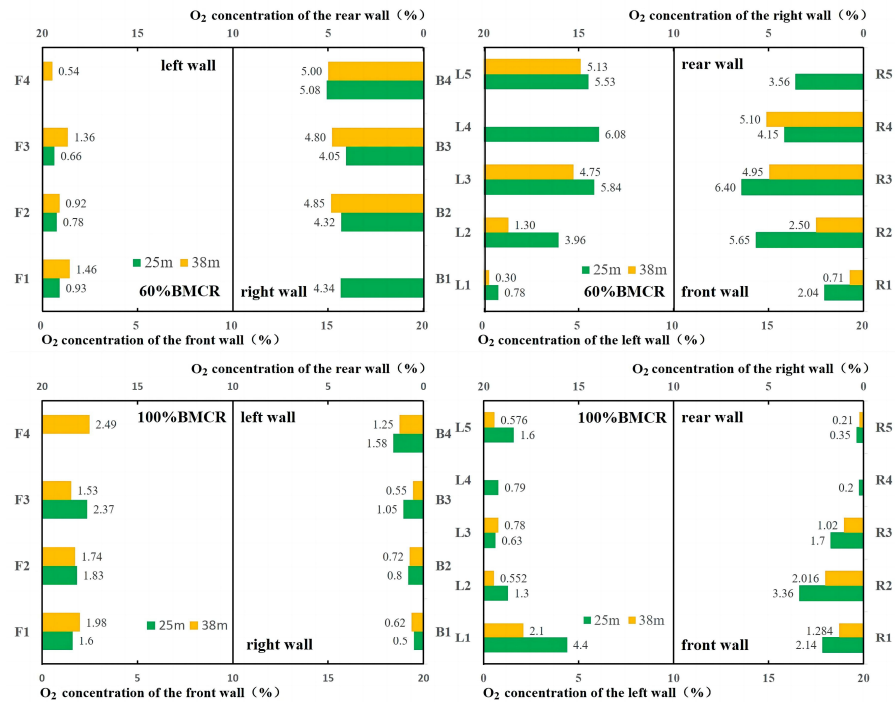 O2 concentration of the rear wall（%）
20 15 10 5 0
left wall
F4 0.54 5.00 B4
5.08
F3 1.36 4.80 B3
0.66 4.05
F2 0.92 4.85 B2
0.78 4.32
25m 38m
F1 1.46 B1
0.93 60%BMCR right wall 4.34
0 5 10 15 20
O2 concentration of the front wall（%）
O2 concentration of the right wall（%）
20 15 10 5 0
rear wall
L5 5.13 R5
5.53 3.56
L4 5.10 R4
6.08 4.15
L3 4.75 4.95 R3
5.84 6.40
L2 1.30 2.50 R2
3.96 5.65
25m 38m
L1 0.30 0.71 R1
0.78 60%BMCR front wall 2.04
0 5 10 15 20
O2 concentration of the left wall（%）
O2 concentration of the rear wall（%）
20 15 10 5 0
100%BMCR left wall
F4 2.49 1.25 B4
1.58
F3 1.53 0.55 B3
2.37 1.05
F2 1.74 0.72 B2
1.83 0.8
F1 1.98 25m 38m 0.62 B1
1.6 right wall 0.5
0 5 10 15 20
O2 concentration of the front wall（%）
O2 concentration of the right wall（%）
20 15 10 5 0
100%BMCR rear wall
L5 0.576 0.21 R5
1.6 0.35
L4 0.79 0.2 R4
L3 0.78 1.02 R3
0.63 1.7
L2 0.552 2.016 R2
1.3 3.36
25m 38m
L1 2.1 1.284 R1
4.4 front wall 2.14
0 5 10 15 20
O2 concentration of the left wall（%）